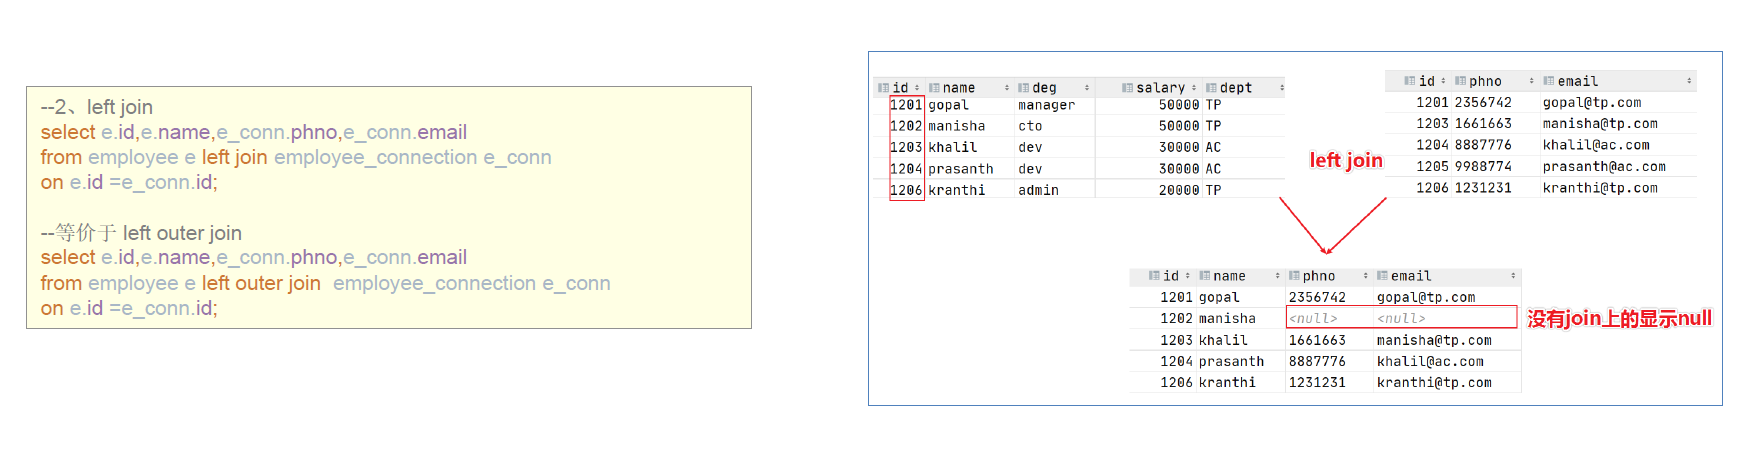 --2、left join
select e.id,e.name,e_conn.phno,e_conn.email
from employee e left join employee_connection e_conn
on e.id =e_conn.id;
--等价于 left outer join
select e.id,e.name,e_conn.phno,e_conn.email
from employee e left outer join  employee_connection e_conn
on e.id =e_conn.id;
id name deg salary dept
1201 gopal manager 50000 TP
1202 manisha cto 50000 TP
1203 khalil dev 30000 AC
1204 prasanth dev 30000 AC
1206 kranthi admin 20000 TP
left join
id phno email
1201 2356742 gopal@tp.com
1203 1661663 manisha@tp.com
1204 8887776 khalil@ac.com
1205 9988774 prasanth@ac.com
1206 1231231 kranthi@tp.com
id name phno email
1201 gopal 2356742 gopal@tp.com
1202 manisha <null> <null>
1203 khalil 1661663 manisha@tp.com
1204 prasanth 8887776 khalil@ac.com
1206 kranthi 1231231 kranthi@tp.com
没有join上的显示null